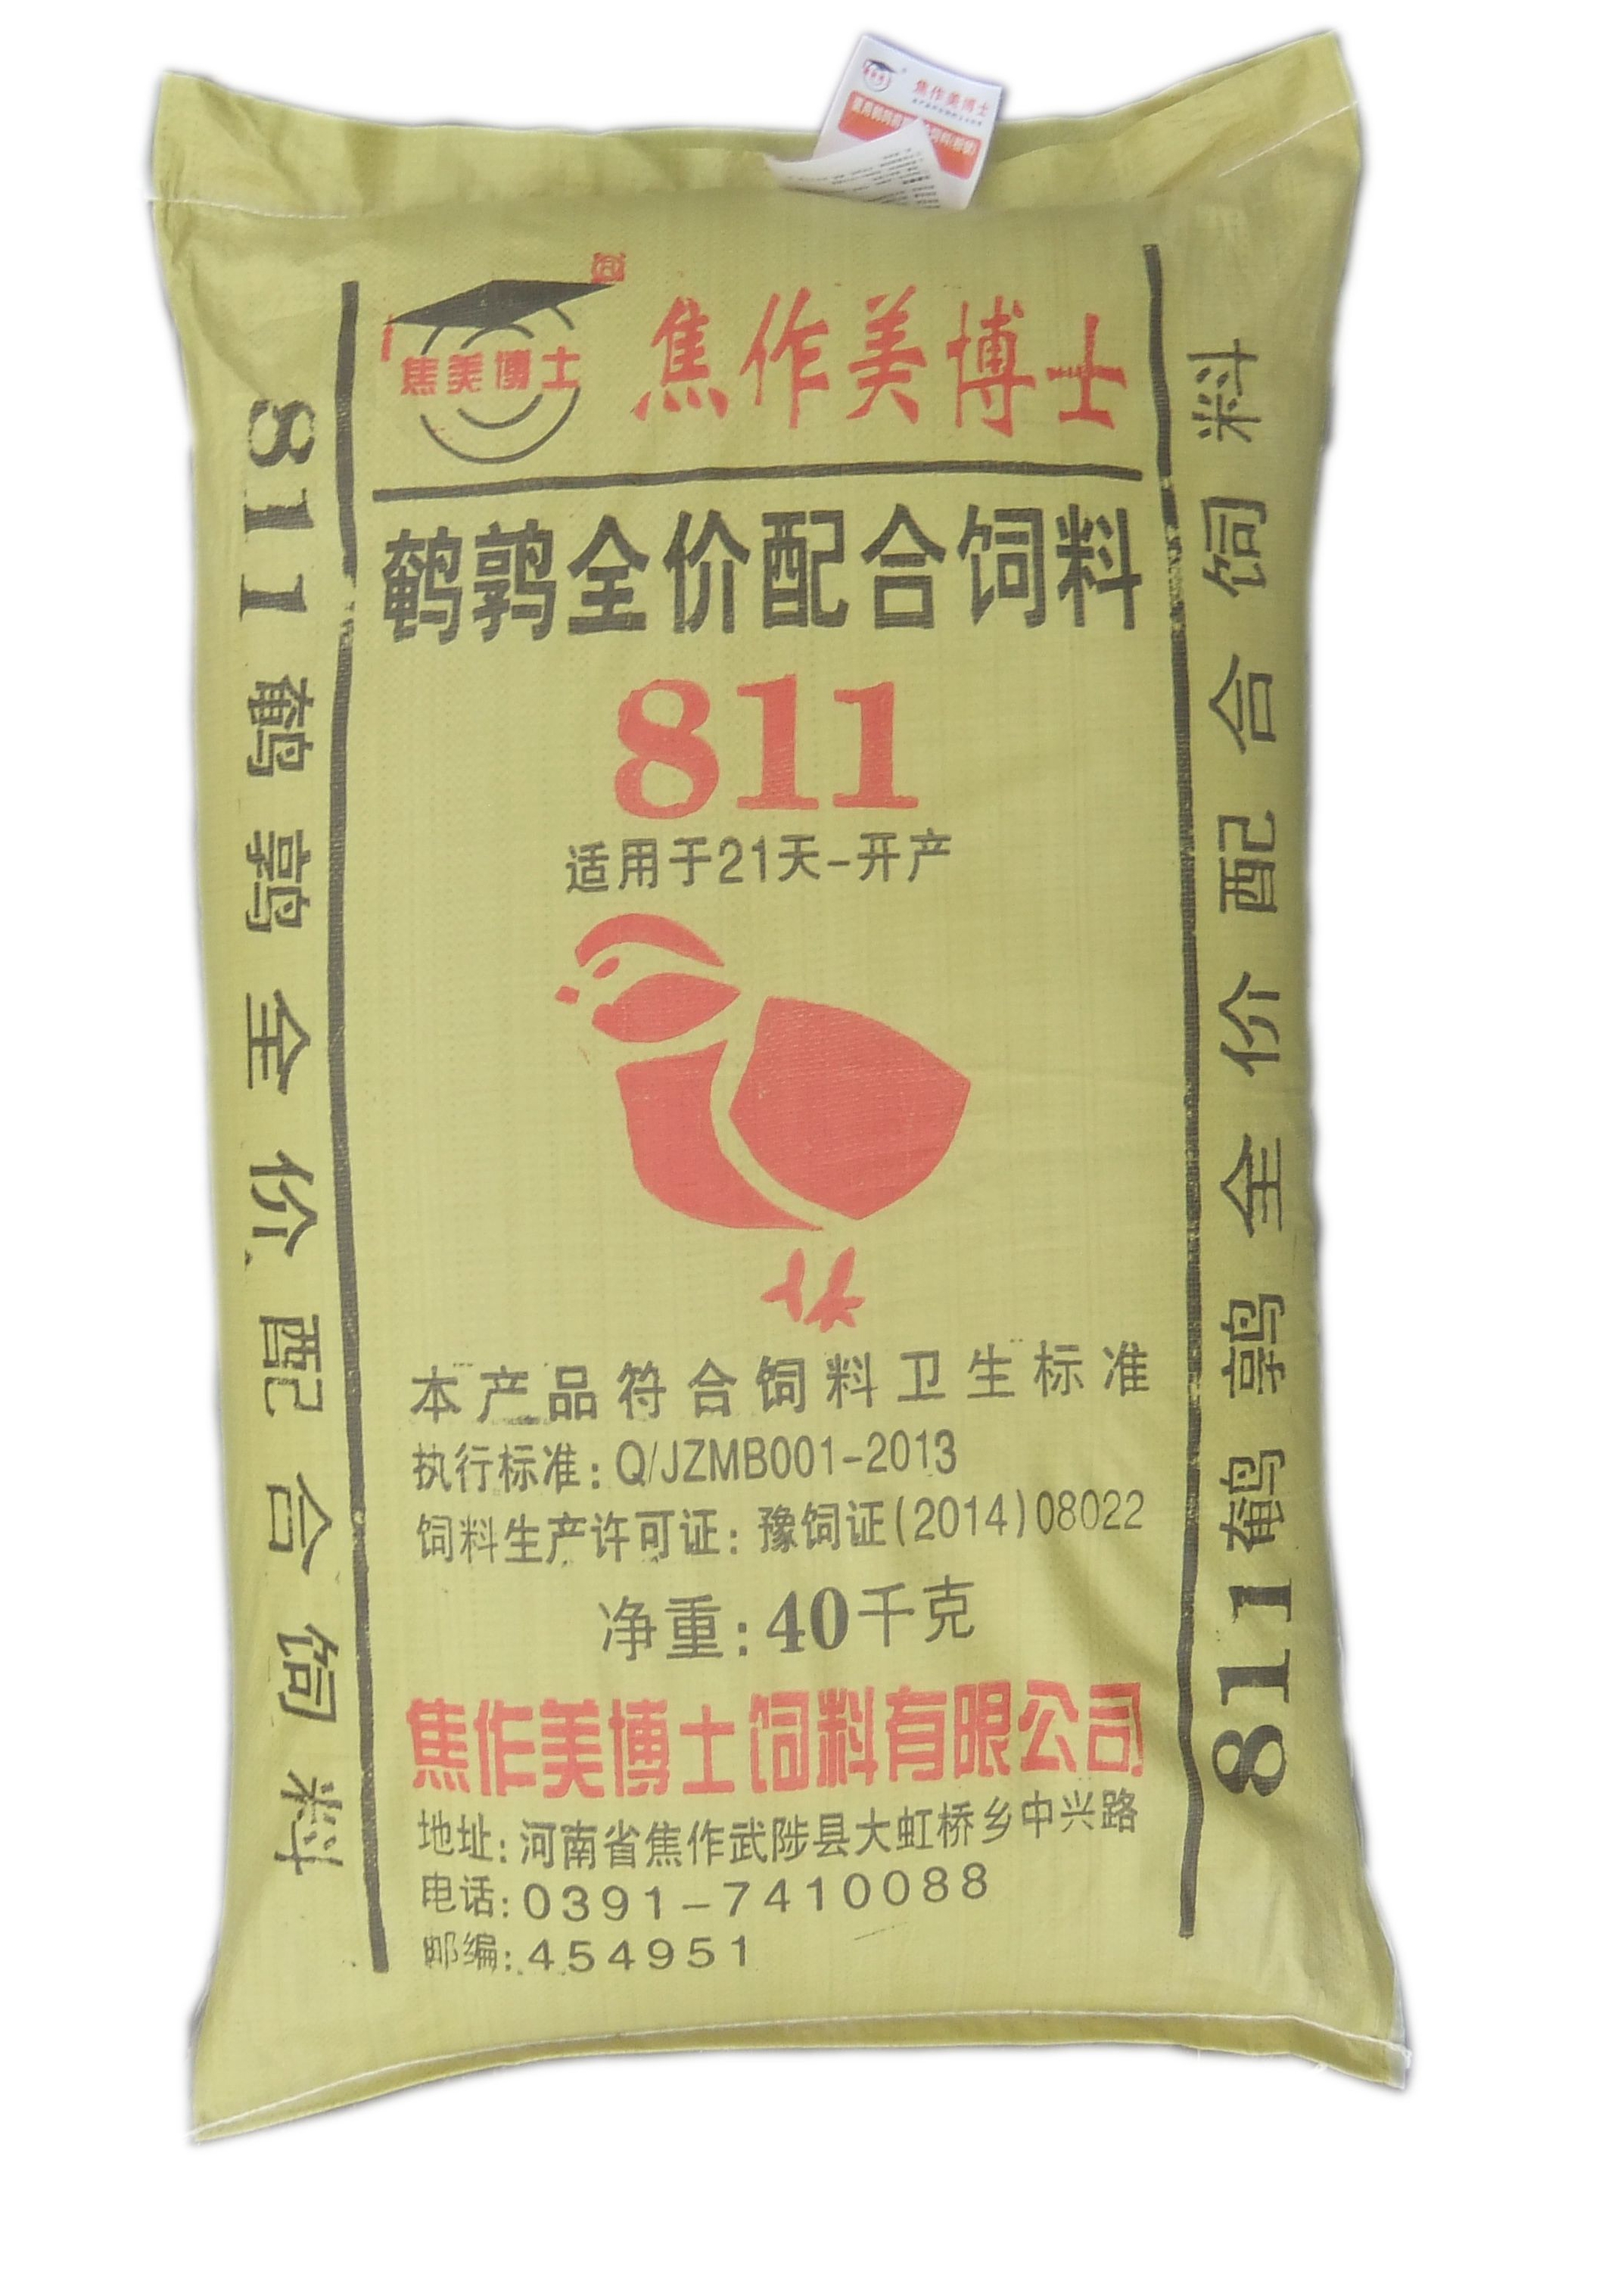 焦作美博士
焦美博士
焦作美博士
鹌鹑全价配合饲料
811
适用于21天-开产
本产品符合饲料卫生标准
执行标准：Q/JZMB001-2013
饲料生产许可证：豫饲证(2014)08022
净重：40千克
焦作美博士饲料有限公司
地址：河南省焦作武陟县大虹桥乡中兴路
电话：0391-7410088
邮编：454951
811鹌鹑全价配合饲料
811鹌鹑全价配合饲料